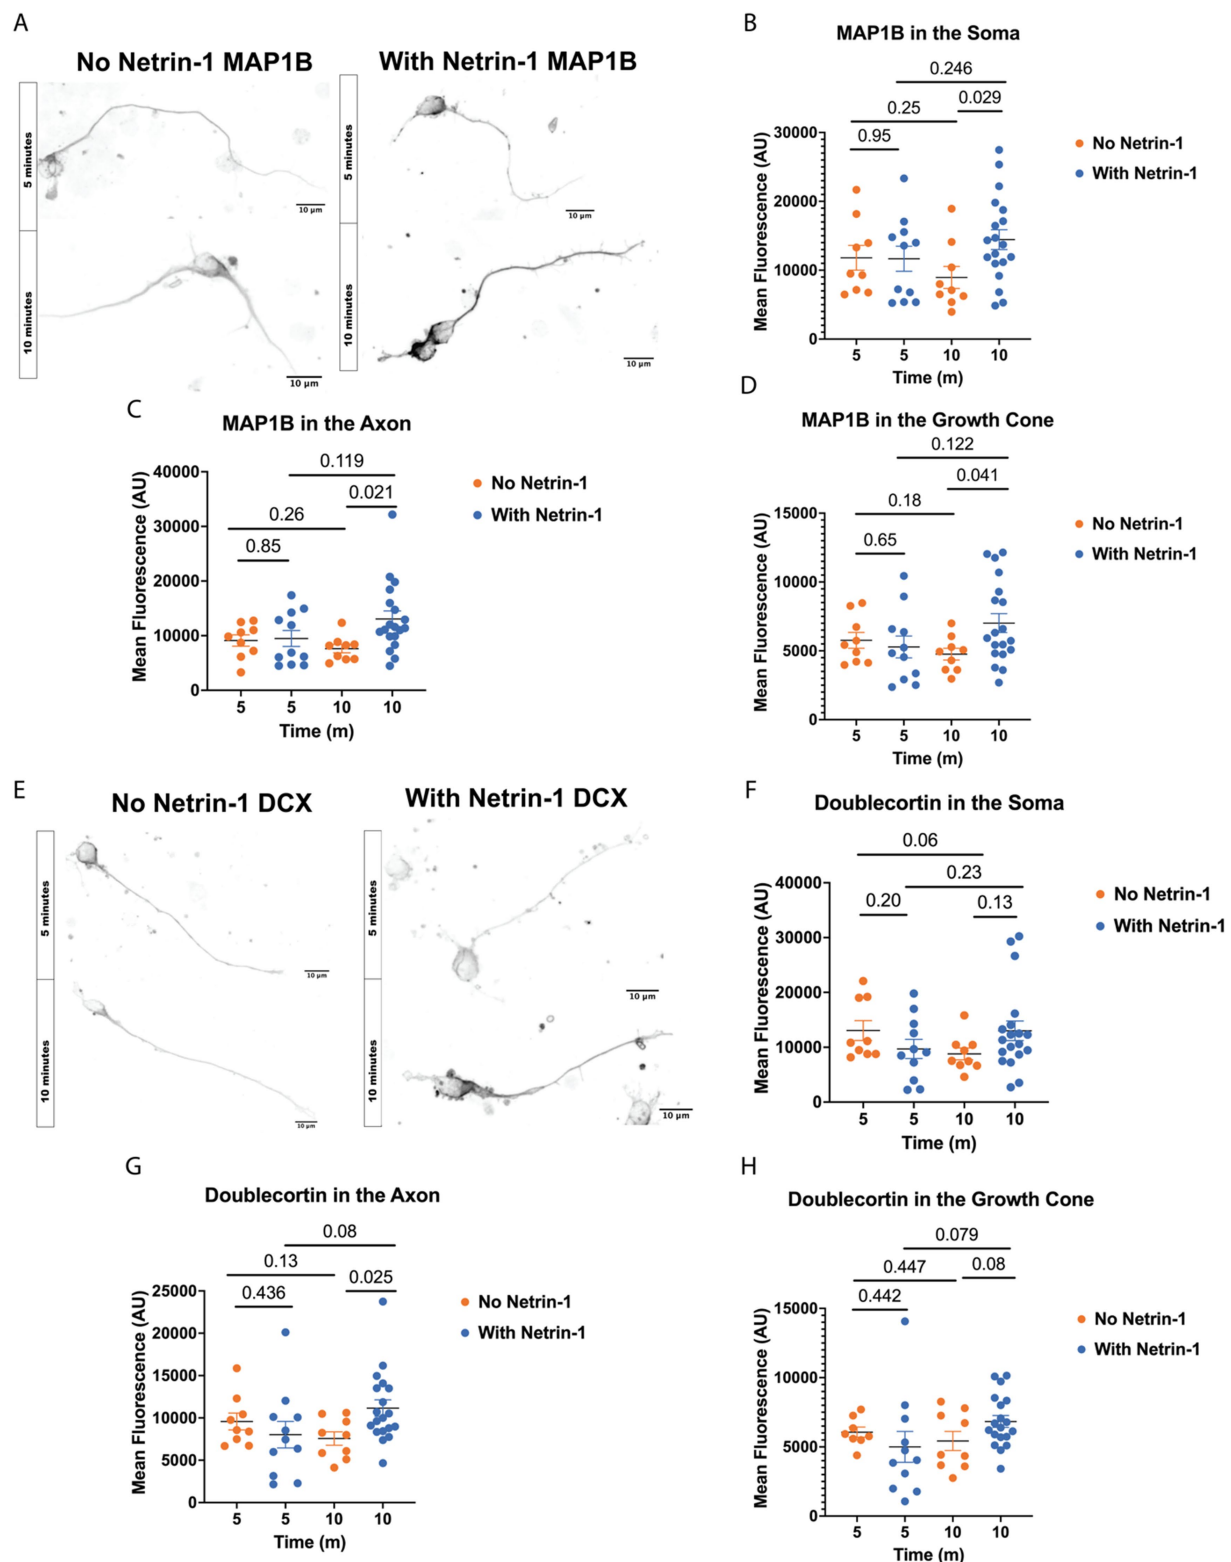 A
No Netrin-1 MAP1B
With Netrin-1 MAP1B
5 minutes
10 µm
5 minutes
10 µm
10 minutes
10 µm
10 minutes
10 µm
B
MAP1B in the Soma
0.246
0.029
0.25
0.95
Mean Fluorescence (AU)
30000
20000
10000
0
5
5
10
10
Time (m)
No Netrin-1
With Netrin-1
C
MAP1B in the Axon
0.119
0.021
0.26
0.85
Mean Fluorescence (AU)
40000
30000
20000
10000
0
5
5
10
10
Time (m)
No Netrin-1
With Netrin-1
D
MAP1B in the Growth Cone
0.122
0.041
0.18
0.65
Mean Fluorescence (AU)
15000
10000
5000
0
5
5
10
10
Time (m)
No Netrin-1
With Netrin-1
E
No Netrin-1 DCX
With Netrin-1 DCX
5 minutes
10 µm
5 minutes
10 µm
10 minutes
10 µm
10 minutes
10 µm
F
Doublecortin in the Soma
0.06
0.23
0.20
0.13
Mean Fluorescence (AU)
40000
30000
20000
10000
0
5
5
10
10
Time (m)
No Netrin-1
With Netrin-1
G
Doublecortin in the Axon
0.08
0.13
0.025
0.436
Mean Fluorescence (AU)
25000
20000
15000
10000
5000
0
5
5
10
10
Time (m)
No Netrin-1
With Netrin-1
H
Doublecortin in the Growth Cone
0.079
0.447
0.08
0.442
Mean Fluorescence (AU)
15000
10000
5000
0
5
5
10
10
Time (m)
No Netrin-1
With Netrin-1